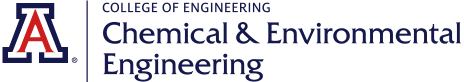 A ®
COLLEGE OF ENGINEERING
Chemical & Environmental
Engineering